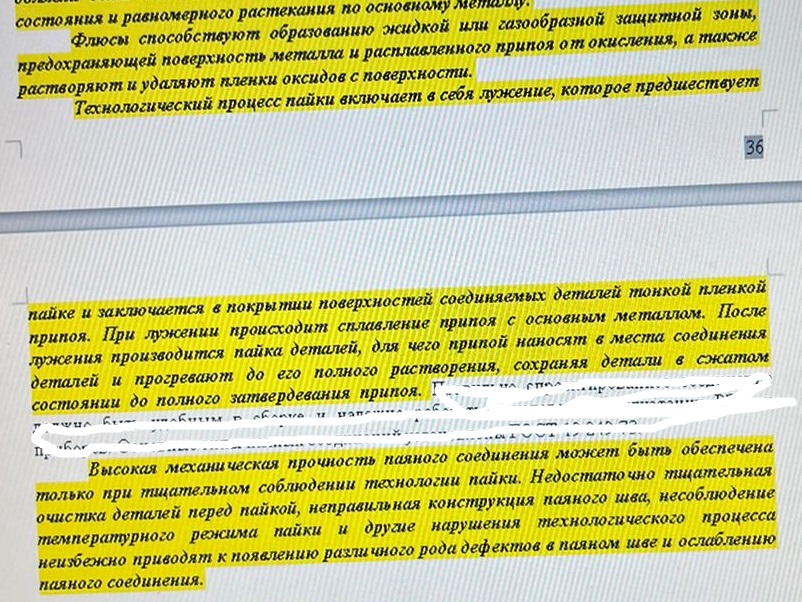 состояния и равномерного растекания по основному металлу.
Флюсы способствуют образованию жидкой или газообразной защитной зоны,
предохраняющей поверхность металла и расплавленного припоя от окисления, а также
растворяют и удаляют пленки оксидов с поверхности.
Технологический процесс пайки включает в себя лужение, которое предшествует
36
пайке и заключается в покрытии поверхностей соединяемых деталей тонкой пленкой
припоя. При лужении происходит сплавление припоя с основным металлом. После
лужения производится пайка деталей, для чего припой наносят в места соединения
деталей и прогревают до его полного растворения, сохраняя детали в сжатом
состоянии до полного затвердевания припоя.
должно быть удобным в сборке и
Высокая механическая прочность паяного соединения может быть обеспечена
только при тщательном соблюдении технологии пайки. Недостаточно тщательная
очистка деталей перед пайкой, неправильная конструкция паяного шва, несоблюдение
температурного режима пайки и другие нарушения технологического процесса
неизбежно приводят к появлению различного рода дефектов в паяном шве и ослаблению
паяного соединения.